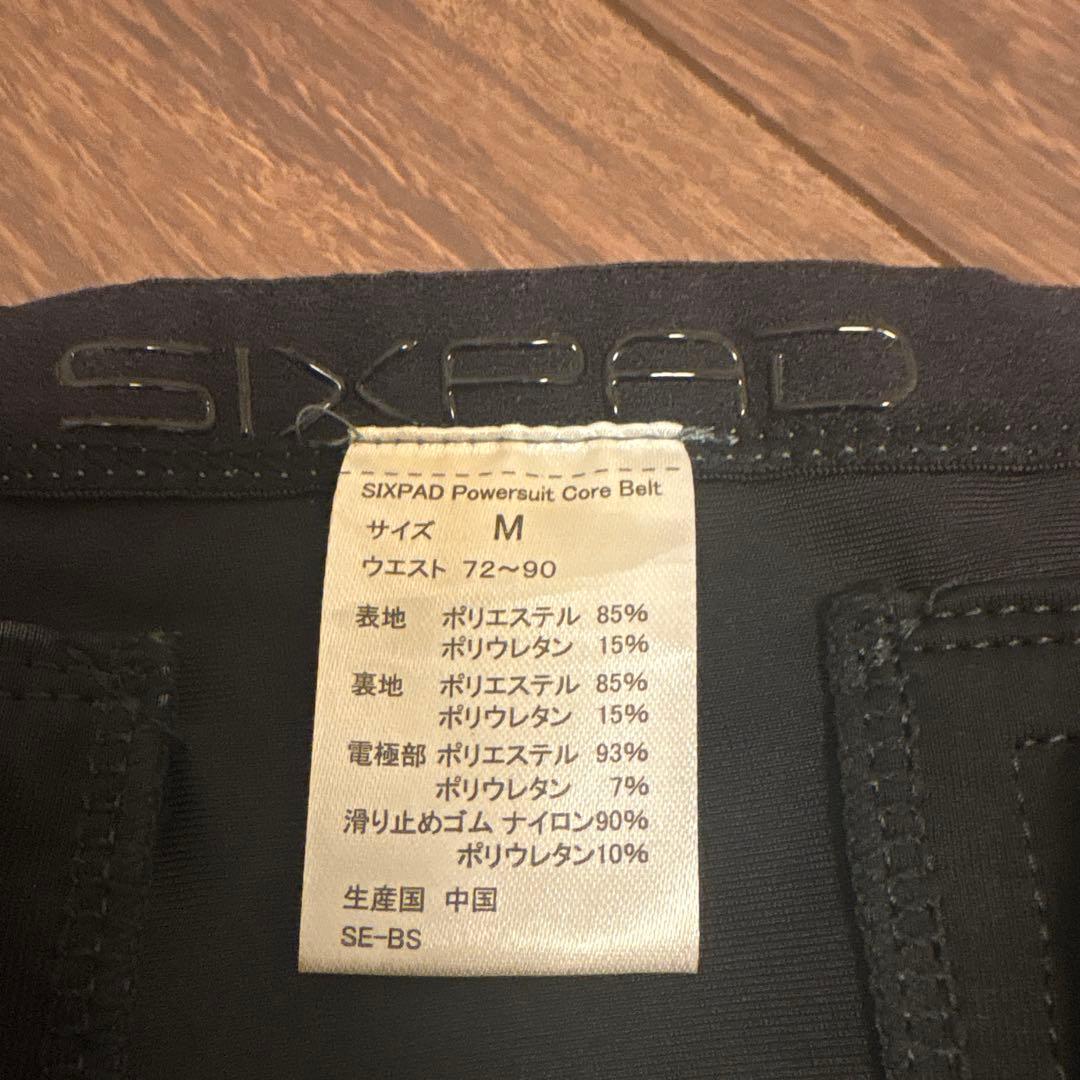 SIXPAD
SIXPAD Powersuit Core Belt
サイズ M
ウエスト 72～90
表地 ポリエステル 85%
ポリウレタン 15%
裏地 ポリエステル 85%
ポリウレタン 15%
電極部 ポリエステル 93%
ポリウレタン 7%
滑り止めゴム ナイロン90%
ポリウレタン10%
生産国 中国
SE-BS